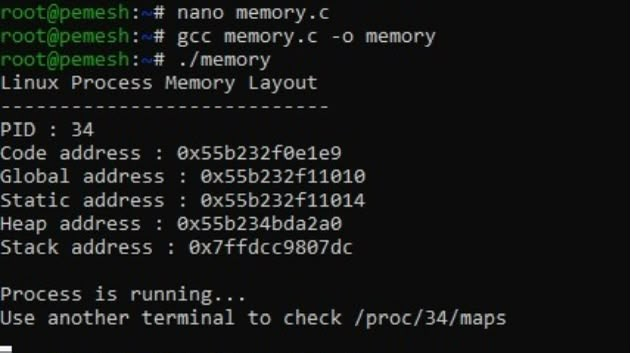 root@pemesh:~# nano memory.c
root@pemesh:~# gcc memory.c -o memory
root@pemesh:~# ./memory
Linux Process Memory Layout
----------------------------
PID : 34
Code address : 0x55b232f0e1e9
Global address : 0x55b232f11010
Static address : 0x55b232f11014
Heap address : 0x55b234bda2a0
Stack address : 0x7ffdcc9807dc

Process is running...
Use another terminal to check /proc/34/maps